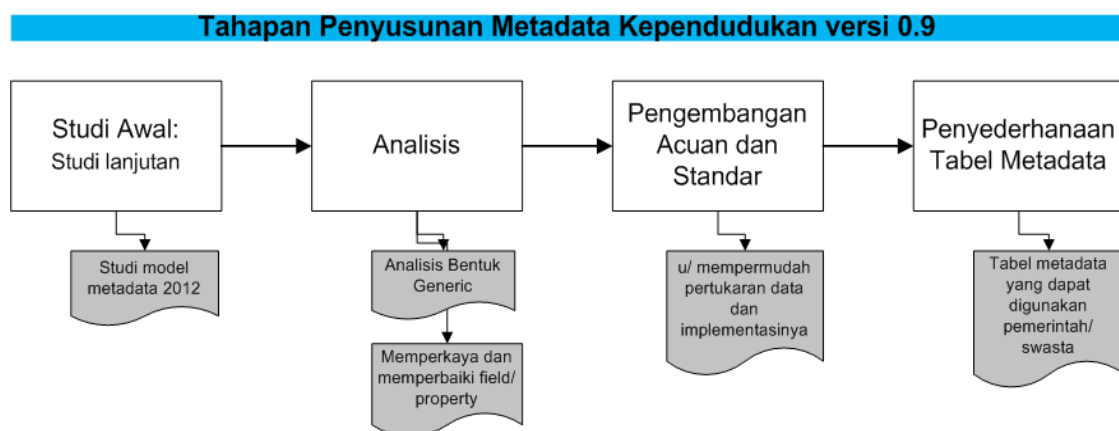 Tahapan Penyusunan Metadata Kependudukan versi 0.9
Studi Awal:
Studi lanjutan
Analisis
Pengembangan
Acuan dan
Standar
Penyederhanaan
Tabel Metadata
Studi model
metadata 2012
Analisis Bentuk
Generic
Memperkaya dan
memperbaiki field/
property
u/ mempermudah
pertukaran data
dan
implementasinya
Tabel metadata
yang dapat
digunakan
pemerintah/
swasta